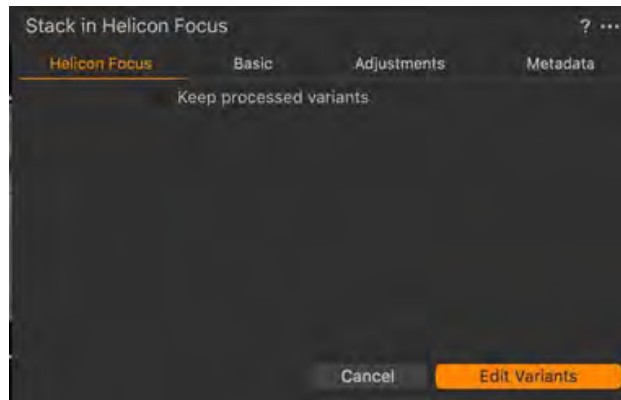 Stack in Helicon Focus ? ...
Helicon Focus Basic Adjustments Metadata
Keep processed variants
Cancel Edit Variants